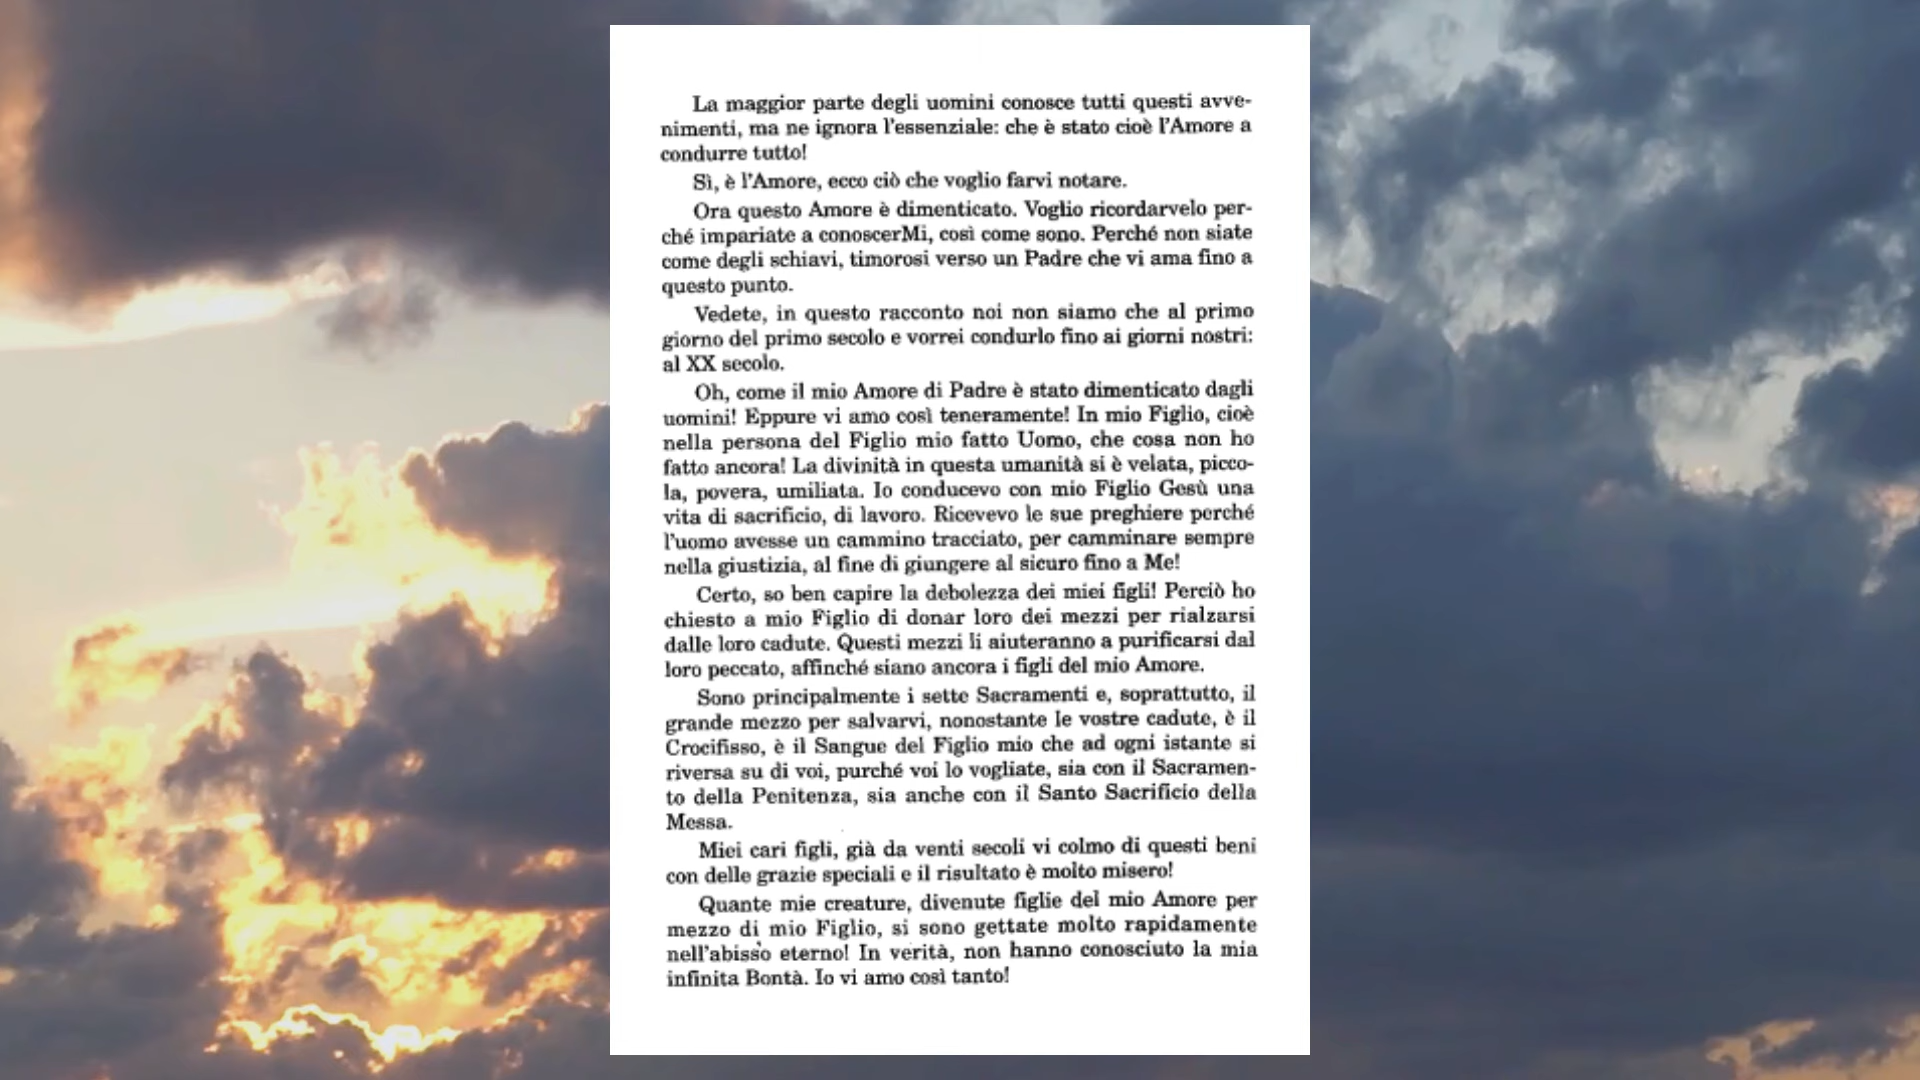 La maggior parte degli uomini conosce tutti questi avve-
nimenti, ma ne ignora l'essenziale: che è stato cioè l'Amore a
condurre tutto!
Sì, è l'Amore, ecco ciò che voglio farvi notare.
Ora questo Amore è dimenticato. Voglio ricordarvelo per-
ché impariate a conoscerMi, così come sono. Perché non siate
come degli schiavi, timorosi verso un Padre che vi ama fino a
questo punto.
Vedete, in questo racconto noi non siamo che al primo
giorno del primo secolo e vorrei condurlo fino ai giorni nostri:
al XX secolo.
Oh, come il mio Amore di Padre è stato dimenticato dagli
uomini! Eppure vi amo così teneramente! In mio Figlio, cioè
nella persona del Figlio mio fatto Uomo, che cosa non ho
fatto ancora! La divinità in questa umanità si è velata, picco-
la, povera, umiliata. Io conducevo con mio Figlio Gesù una
vita di sacrificio, di lavoro. Ricevevo le sue preghiere perché
l'uomo avesse un cammino tracciato, per camminare sempre
nella giustizia, al fine di giungere al sicuro fino a Me!
Certo, so ben capire la debolezza dei miei figli! Perciò ho
chiesto a mio Figlio di donar loro dei mezzi per rialzarsi
dalle loro cadute. Questi mezzi li aiuteranno a purificarsi dal
loro peccato, affinché siano ancora i figli del mio Amore.
Sono principalmente i sette Sacramenti e, soprattutto, il
grande mezzo per salvarvi, nonostante le vostre cadute, è il
Crocifisso, è il Sangue del Figlio mio che ad ogni istante si
riversa su di voi, purché voi lo vogliate, sia con il Sacramen-
to della Penitenza, sia anche con il Santo Sacrificio della
Messa.
Miei cari figli, già da venti secoli vi colmo di questi beni
con delle grazie speciali e il risultato è molto misero!
Quante mie creature, divenute figlie del mio Amore per
mezzo di mio Figlio, si sono gettate molto rapidamente
nell'abisso eterno! In verità, non hanno conosciuto la mia
infinita Bontà. Io vi amo così tanto!